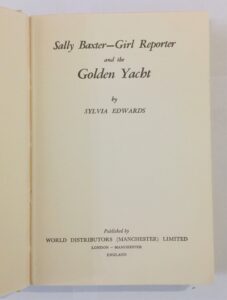 Sally Baxter—Girl Reporter
and the
Golden Yacht
by
SYLVIA EDWARDS
Published by
WORLD DISTRIBUTORS (MANCHESTER) LIMITED
LONDON — MANCHESTER
ENGLAND